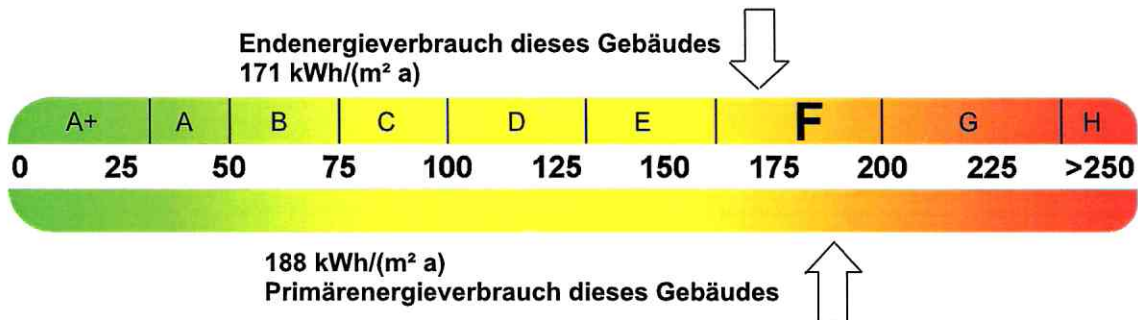 Endenergieverbrauch dieses Gebäudes
171 kWh/(m² a)
A+ A B C D E F G H
0 25 50 75 100 125 150 175 200 225 >250
188 kWh/(m² a)
Primärenergieverbrauch dieses Gebäudes